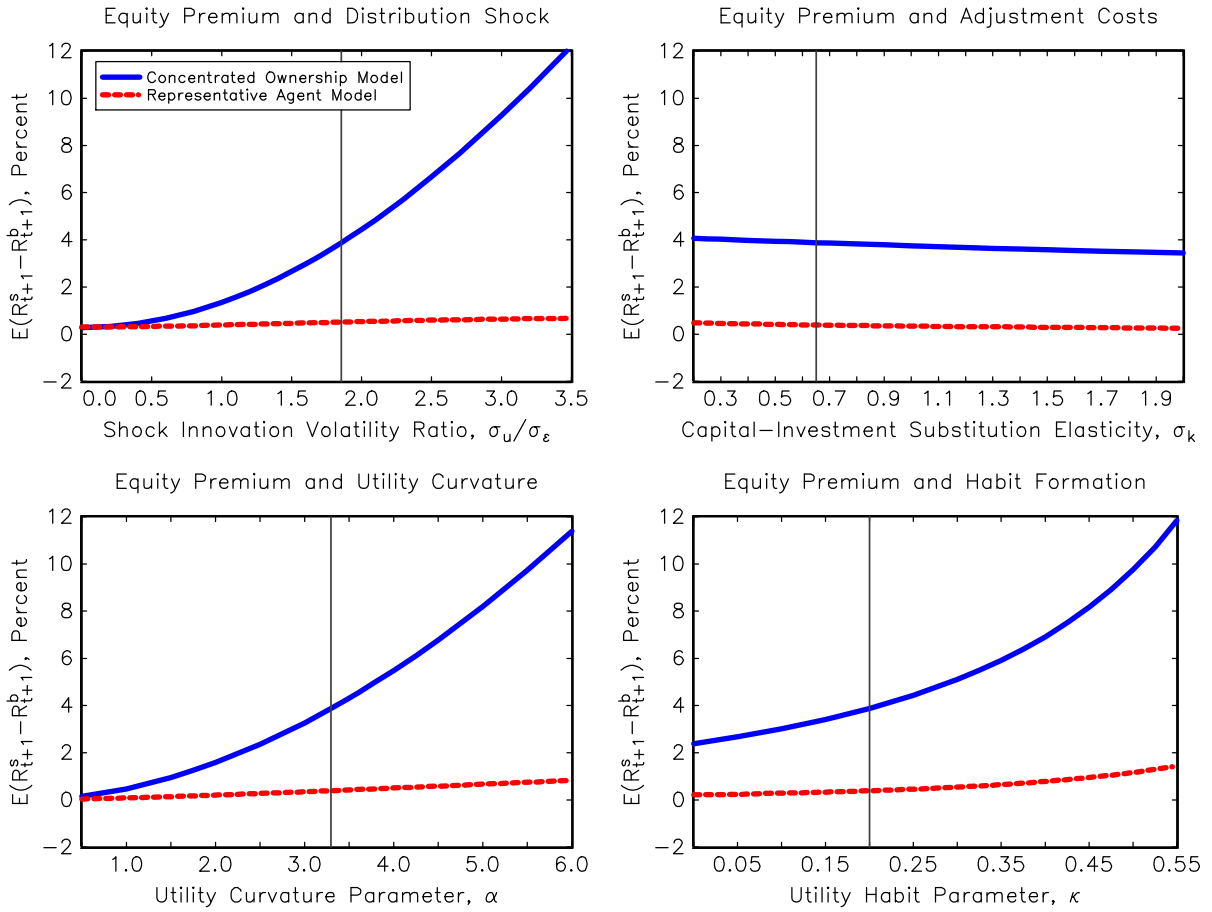 Equity Premium and Distribution Shock
E(Rˢₜ₊₁−Rᵇₜ₊₁), Percent
12
10
8
6
4
2
0
−2
Concentrated Ownership Model
Representative Agent Model
0.0 0.5 1.0 1.5 2.0 2.5 3.0 3.5
Shock Innovation Volatility Ratio, σᵤ/σ_ε
Equity Premium and Adjustment Costs
E(Rˢₜ₊₁−Rᵇₜ₊₁), Percent
12
10
8
6
4
2
0
−2
0.3 0.5 0.7 0.9 1.1 1.3 1.5 1.7 1.9
Capital−Investment Substitution Elasticity, σₖ
Equity Premium and Utility Curvature
E(Rˢₜ₊₁−Rᵇₜ₊₁), Percent
12
10
8
6
4
2
0
−2
1.0 2.0 3.0 4.0 5.0 6.0
Utility Curvature Parameter, α
Equity Premium and Habit Formation
E(Rˢₜ₊₁−Rᵇₜ₊₁), Percent
12
10
8
6
4
2
0
−2
0.05 0.15 0.25 0.35 0.45 0.55
Utility Habit Parameter, κ